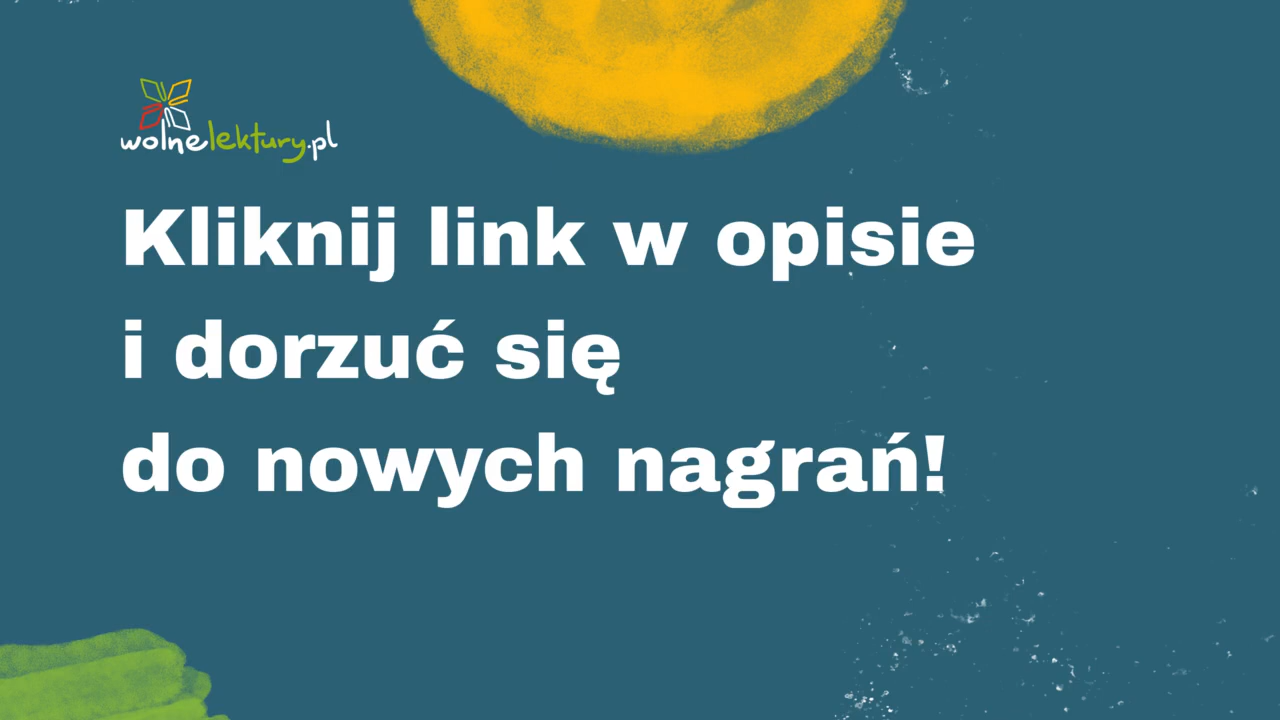 wolnelektury.pl
Kliknij link w opisie
i dorzuć się
do nowych nagrań!